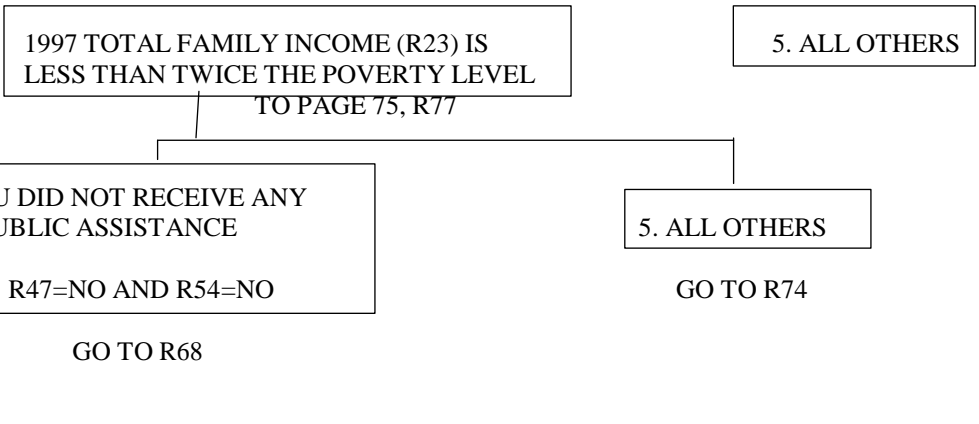 1997 TOTAL FAMILY INCOME (R23) IS
LESS THAN TWICE THE POVERTY LEVEL
5. ALL OTHERS
TO PAGE 75, R77
U DID NOT RECEIVE ANY
UBLIC ASSISTANCE
R47=NO AND R54=NO
GO TO R68
5. ALL OTHERS
GO TO R74